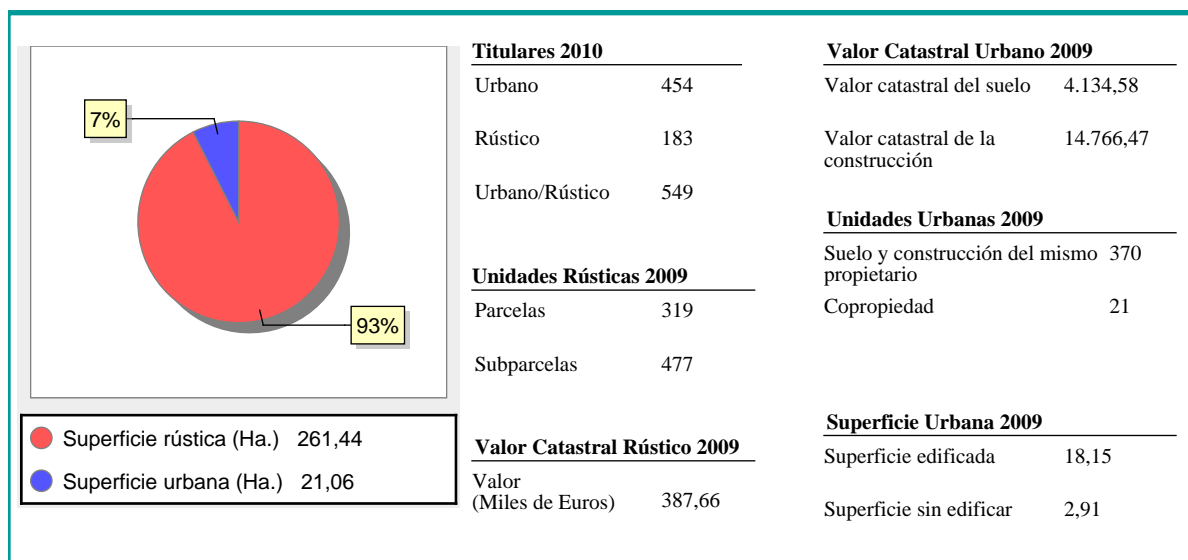 7%
93%
Superficie rústica (Ha.) 261,44
Superficie urbana (Ha.) 21,06
Titulares 2010
Urbano 454
Rústico 183
Urbano/Rústico 549
Unidades Rústicas 2009
Parcelas 319
Subparcelas 477
Valor Catastral Rústico 2009
Valor
(Miles de Euros) 387,66
Valor Catastral Urbano 2009
Valor catastral del suelo 4.134,58
Valor catastral de la 14.766,47
construcción
Unidades Urbanas 2009
Suelo y construcción del mismo 370
propietario
Copropiedad 21
Superficie Urbana 2009
Superficie edificada 18,15
Superficie sin edificar 2,91